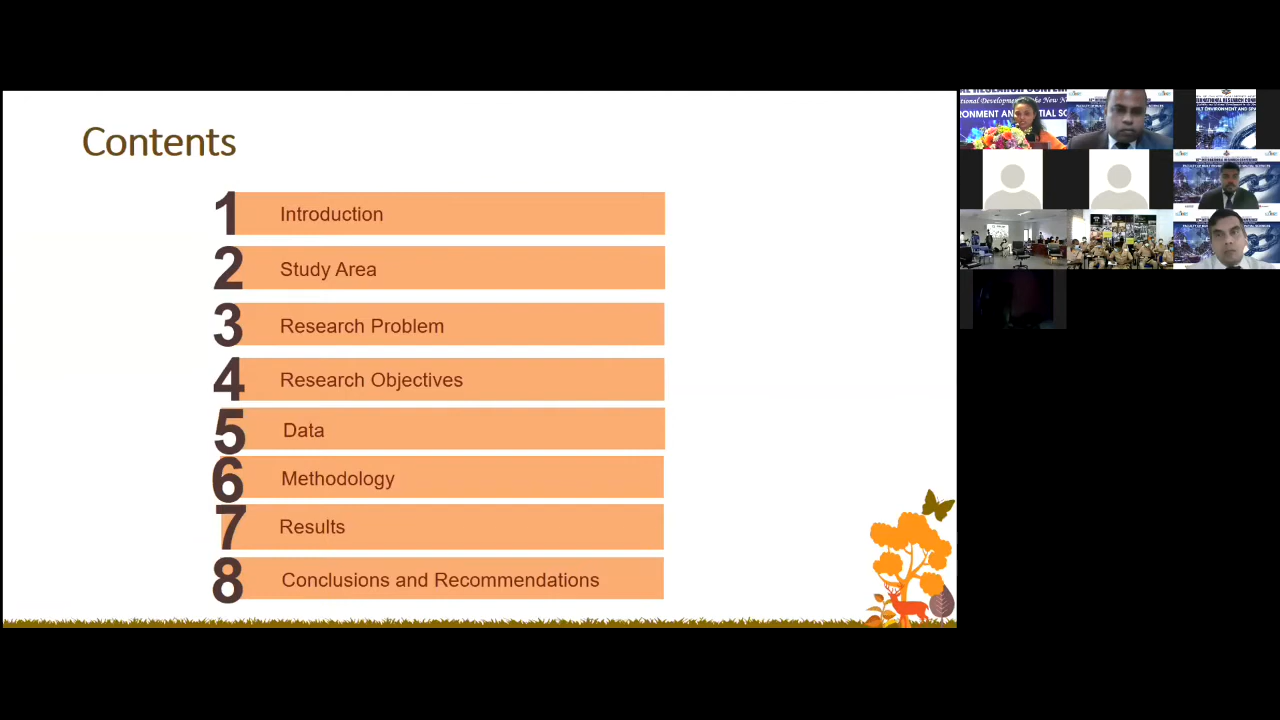 Contents
1 Introduction
2 Study Area
3 Research Problem
4 Research Objectives
5 Data
6 Methodology
7 Results
8 Conclusions and Recommendations